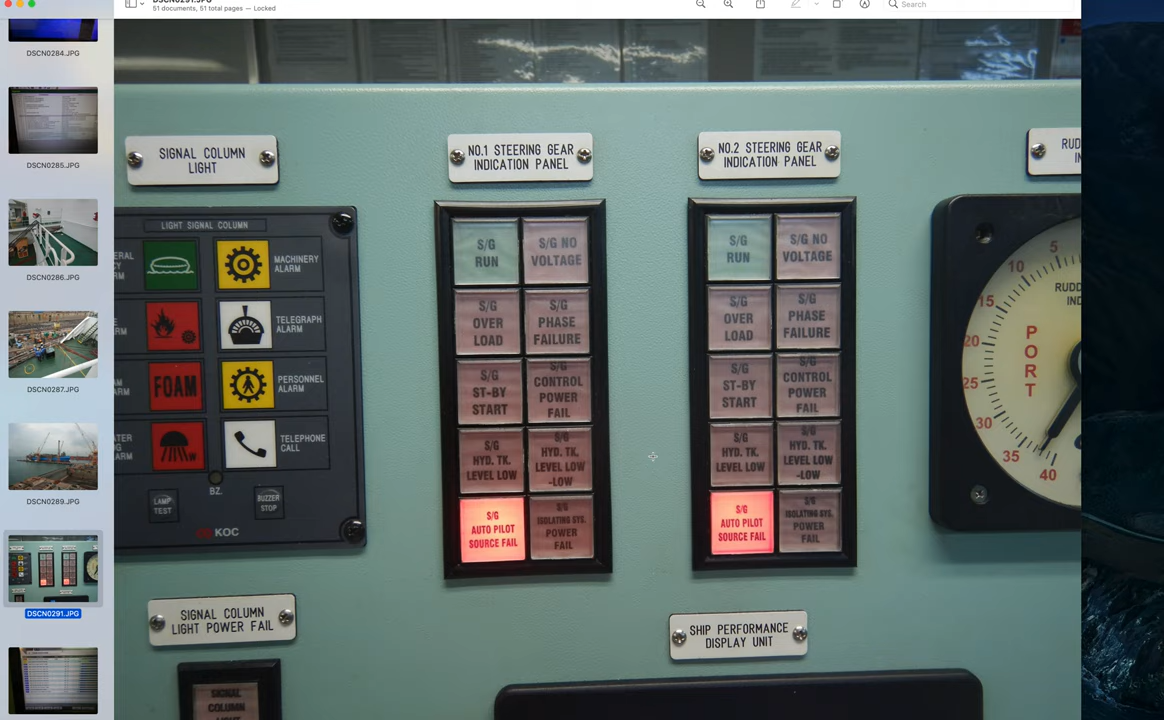 DSCN0291.JPG
51 documents, 51 total pages — Locked
Search
DSCN0284.JPG
DSCN0285.JPG
DSCN0286.JPG
DSCN0287.JPG
DSCN0289.JPG
DSCN0291.JPG
SIGNAL COLUMN
LIGHT
LIGHT SIGNAL COLUMN
MACHINERY
ALARM
TELEGRAPH
ALARM
FOAM
PERSONNEL
ALARM
TELEPHONE
CALL
BZ.
LAMP
TEST
BUZZER
STOP
KOC
SIGNAL COLUMN
LIGHT POWER FAIL
SIGNAL
COLUMN
LIGHT
NO.1 STEERING GEAR
INDICATION PANEL
S/G
RUN
S/G NO
VOLTAGE
S/G
OVER
LOAD
S/G
PHASE
FAILURE
S/G
ST-BY
START
S/G
CONTROL
POWER
FAIL
S/G
HYD. TK.
LEVEL LOW
S/G
HYD. TK.
LEVEL LOW
-LOW
S/G
AUTO PILOT
SOURCE FAIL
S/G
ISOLATING SYS.
POWER
FAIL
NO.2 STEERING GEAR
INDICATION PANEL
S/G
RUN
S/G NO
VOLTAGE
S/G
OVER
LOAD
S/G
PHASE
FAILURE
S/G
ST-BY
START
S/G
CONTROL
POWER
FAIL
S/G
HYD. TK.
LEVEL LOW
S/G
HYD. TK.
LEVEL LOW
-LOW
S/G
AUTO PILOT
SOURCE FAIL
S/G
ISOLATING SYS.
POWER
FAIL
SHIP PERFORMANCE
DISPLAY UNIT
5
10
15
20
25
30
35
40
PORT